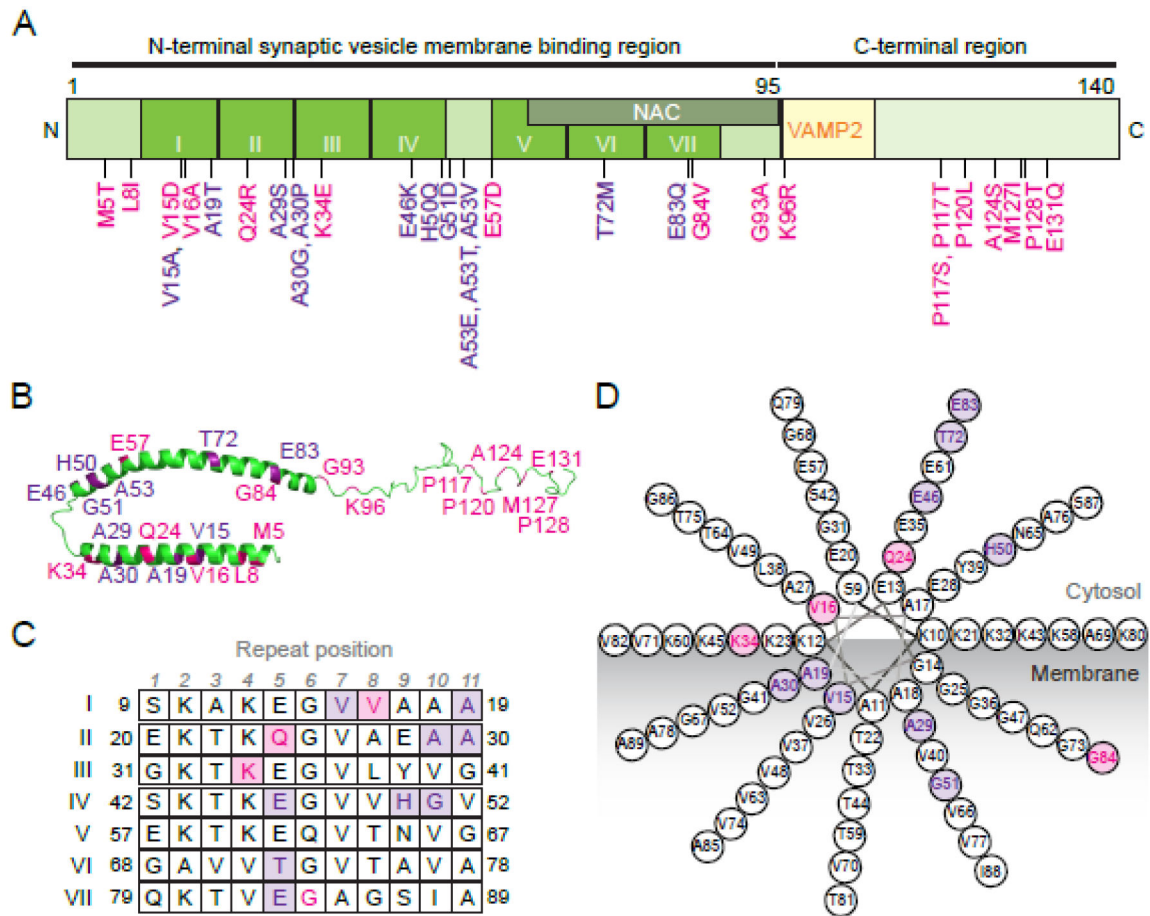 A
N-terminal synaptic vesicle membrane binding region C-terminal region
1 95 140
N I II III IV V VI VII NAC VAMP2 C
M5T
L8I
V15A, V15D
V16A
A19T
Q24R
A29S
A30G, A30P
K34E
E46K
H50Q
G51D
A53E, A53T, A53V
E57D
T72M
E83Q
G84V
G93A
K96R
P117S, P117T
P120L
A124S
M127I
P128T
E131Q
B
E57 T72 E83
H50 G93 A124 E131
E46 A53 G84 P117
G51 K96 P120 M127
P128
A29 Q24 V15 M5
K34 A30 A19 V16 L8
C
Repeat position
1 2 3 4 5 6 7 8 9 10 11
I 9 S K A K E G V V A A A 19
II 20 E K T K Q G V A E A A 30
III 31 G K T K E G V L Y V G 41
IV 42 S K T K E G V V H G V 52
V 57 E K T K E Q V T N V G 67
VI 68 G A V V T G V T A V A 78
VII 79 Q K T V E G A G S I A 89
D
Q79 G68 E57 S42 G31 E20 S9
E83 T72 E61 E46 E35 Q24 E13
S87 A76 N65 H50 Y39 E28 A17
G86 T75 T64 V49 L38 A27 V16
Cytosol
V82 V71 K60 K45 K34 K23 K12
K10 K21 K32 K43 K58 A69 K80
Membrane
A89 A78 G67 V52 G41 A30 A19
A85 V74 V63 V48 V37 V26 V15
A11 T22 T33 T44 T59 V70 T81
A18 A29 V40 G51 V66 V77 I88
G14 G25 G36 G47 Q62 G73 G84